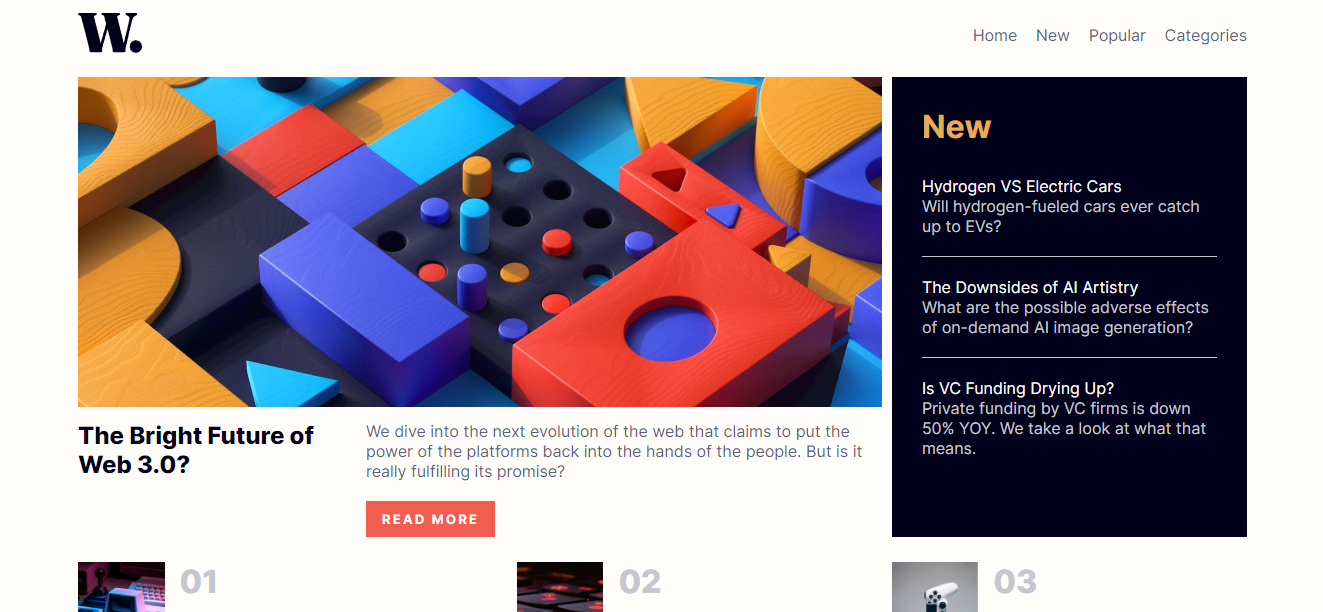 W.
Home New Popular Categories
New
Hydrogen VS Electric Cars
Will hydrogen-fueled cars ever catch
up to EVs?
The Downsides of AI Artistry
What are the possible adverse effects
of on-demand AI image generation?
Is VC Funding Drying Up?
Private funding by VC firms is down
50% YOY. We take a look at what that
means.
The Bright Future of
Web 3.0?
We dive into the next evolution of the web that claims to put the
power of the platforms back into the hands of the people. But is it
really fulfilling its promise?
READ MORE
01
02
03